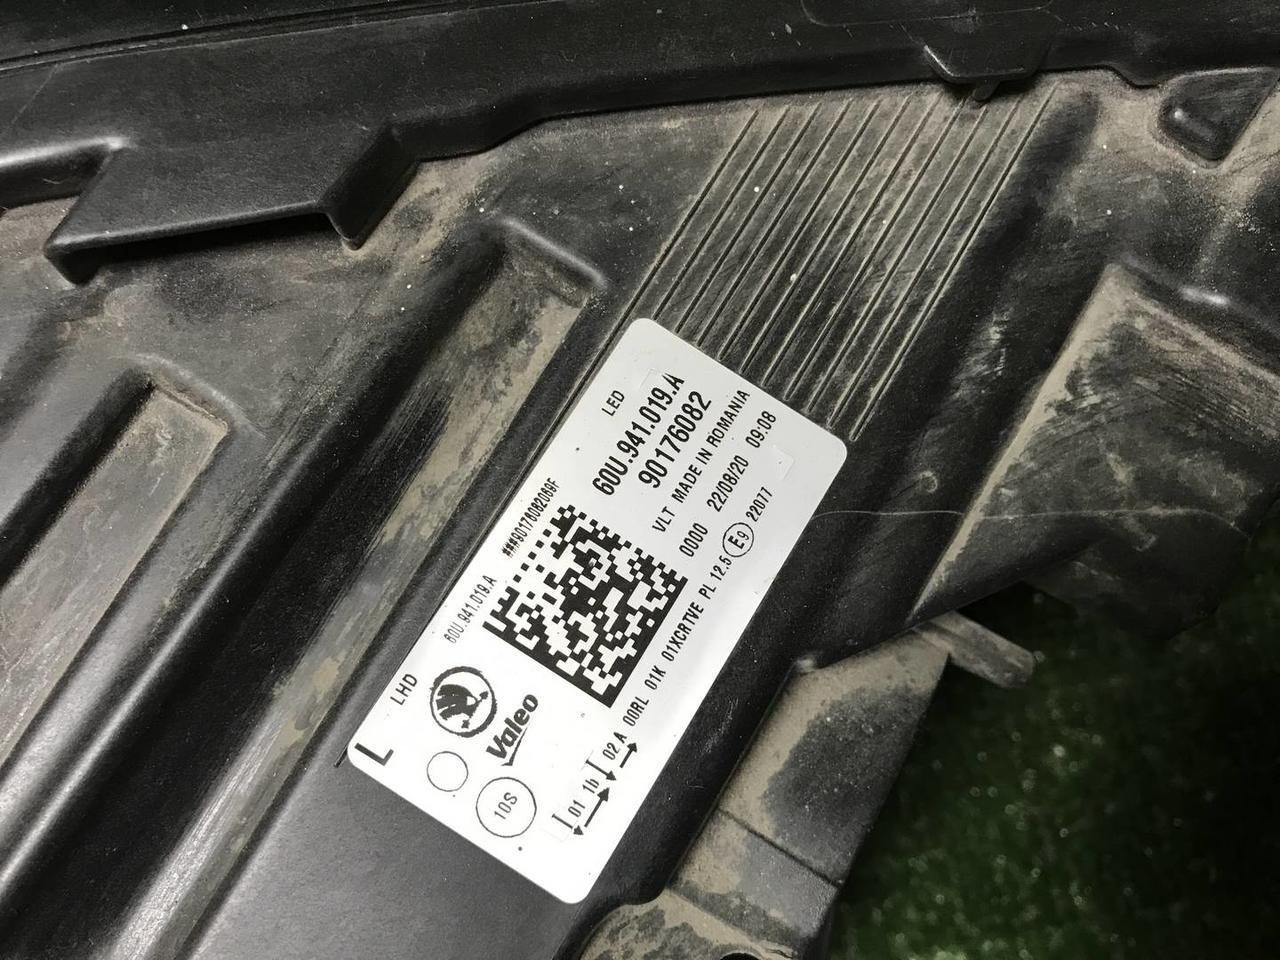 LED
60U.941.019.A
90176082
VLT MADE IN ROMANIA
0000 22/08/20 09:08
###90176082069F
60U.941.019.A
LHD
L
Valeo
10S
00RL 01K 01XCRTVE PL 12.5 E9 22077
01 1b 02 A